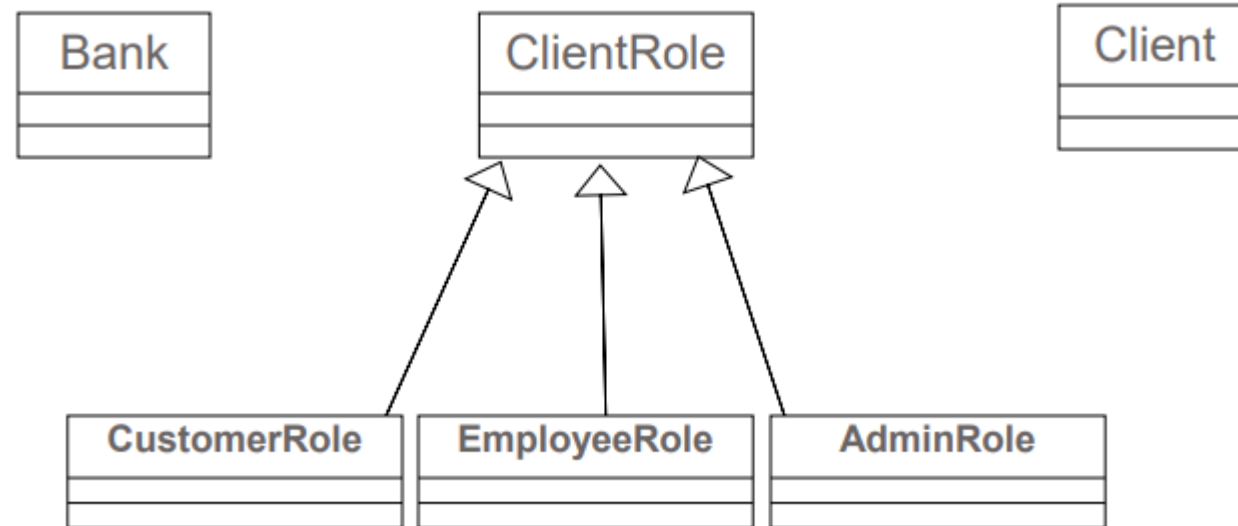 Bank
ClientRole
Client
CustomerRole
EmployeeRole
AdminRole